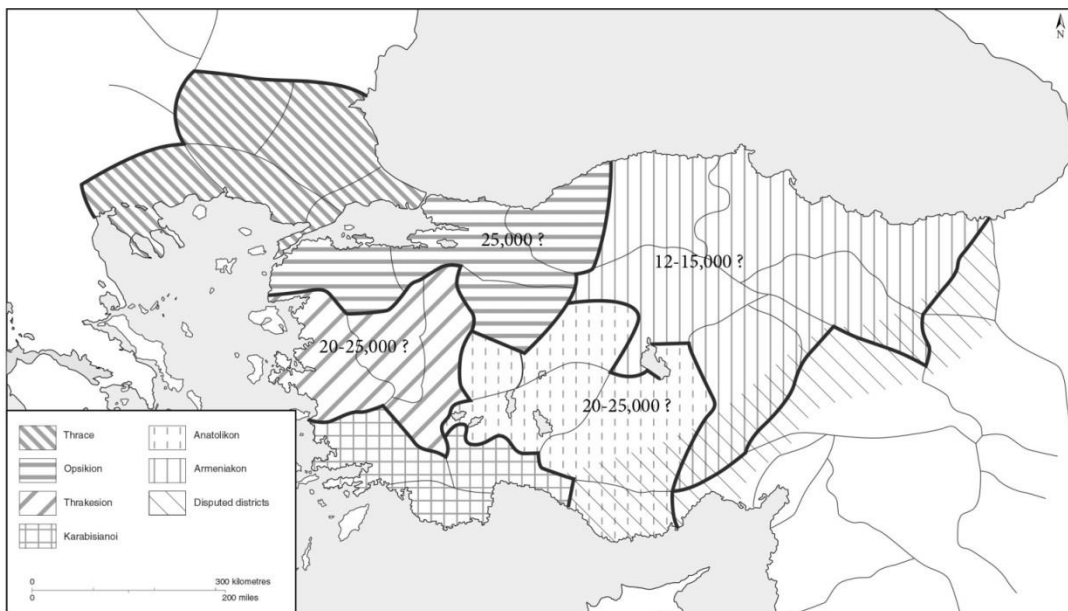 N
25,000 ?
12-15,000 ?
20-25,000 ?
20-25,000 ?
Thrace
Anatolikon
Opsikion
Armeniakon
Thrakesion
Disputed districts
Karabisianoi
0
300 kilometres
0
200 miles